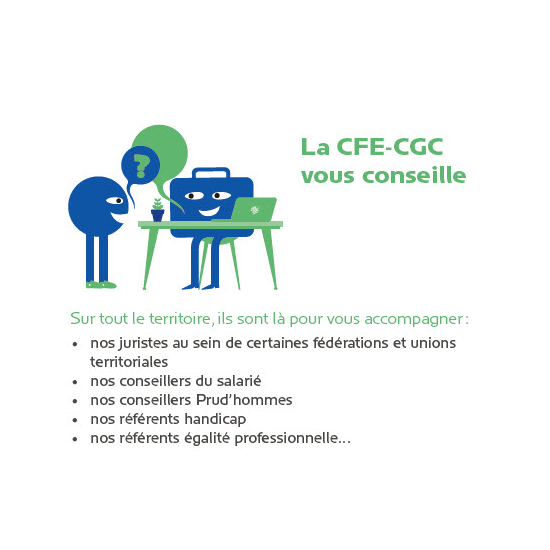 ?
La CFE-CGC
vous conseille
Sur tout le territoire, ils sont là pour vous accompagner :
• nos juristes au sein de certaines fédérations et unions
territoriales
• nos conseillers du salarié
• nos conseillers Prud'hommes
• nos référents handicap
• nos référents égalité professionnelle...